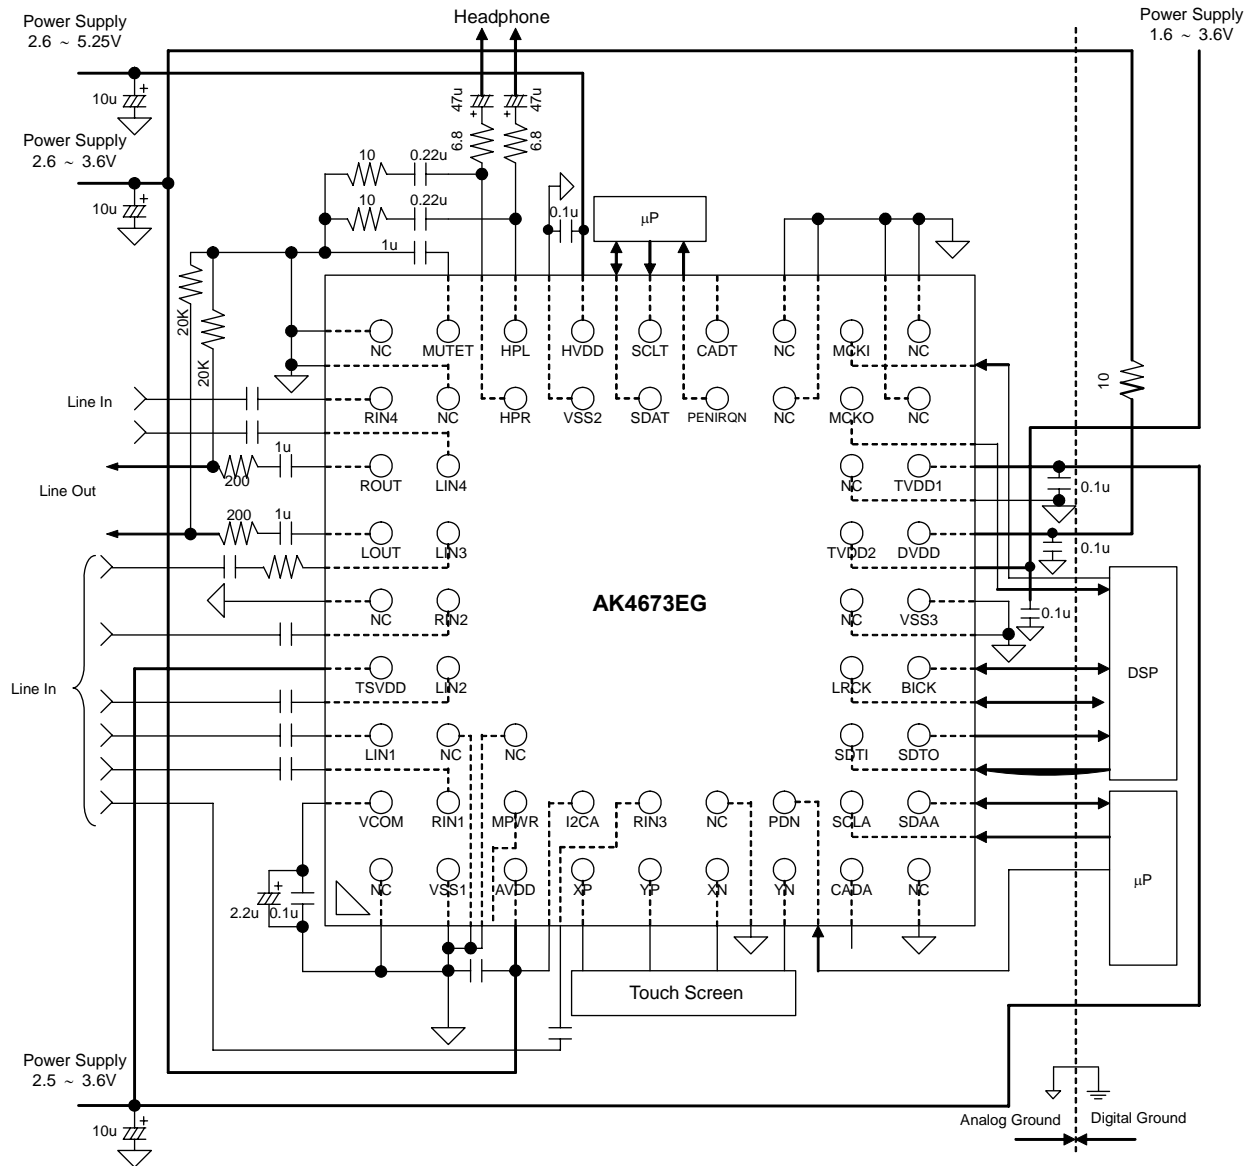 Power Supply
2.6 ~ 5.25V
Headphone
Power Supply
1.6 ~ 3.6V
10u
+
47u
47u
+
+
6.8
6.8
Power Supply
2.6 ~ 3.6V
10
0.22u
10u
+
10
0.22u
0.1u
μP
1u
20K
20K
NC
MUTET
HPL
HVDD
SCLT
CADT
NC
MCKI
NC
10
Line In
RIN4
NC
HPR
VSS2
SDAT
PENIRQN
NC
MCKO
NC
1u
200
ROUT
LIN4
NC
TVDD1
0.1u
Line Out
1u
200
LOUT
LIN3
TVDD2
DVDD
0.1u
AK4673EG
NC
RIN2
NC
VSS3
0.1u
Line In
TSVDD
LIN2
LRCK
BICK
DSP
LIN1
NC
NC
SDTI
SDTO
VCOM
RIN1
MPWR
I2CA
RIN3
NC
PDN
SCLA
SDAA
μP
+
2.2u
0.1u
NC
VSS1
AVDD
XP
YP
XN
YN
CADA
NC
Touch Screen
Power Supply
2.5 ~ 3.6V
10u
+
Analog Ground
Digital Ground